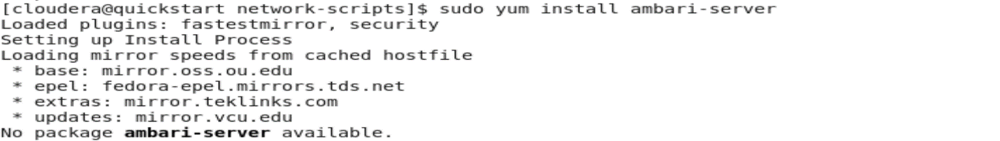 [cloudera@quickstart network-scripts]$ sudo yum install ambari-server
Loaded plugins: fastestmirror, security
Setting up Install Process
Loading mirror speeds from cached hostfile
 * base: mirror.oss.ou.edu
 * epel: fedora-epel.mirrors.tds.net
 * extras: mirror.teklinks.com
 * updates: mirror.vcu.edu
No package ambari-server available.